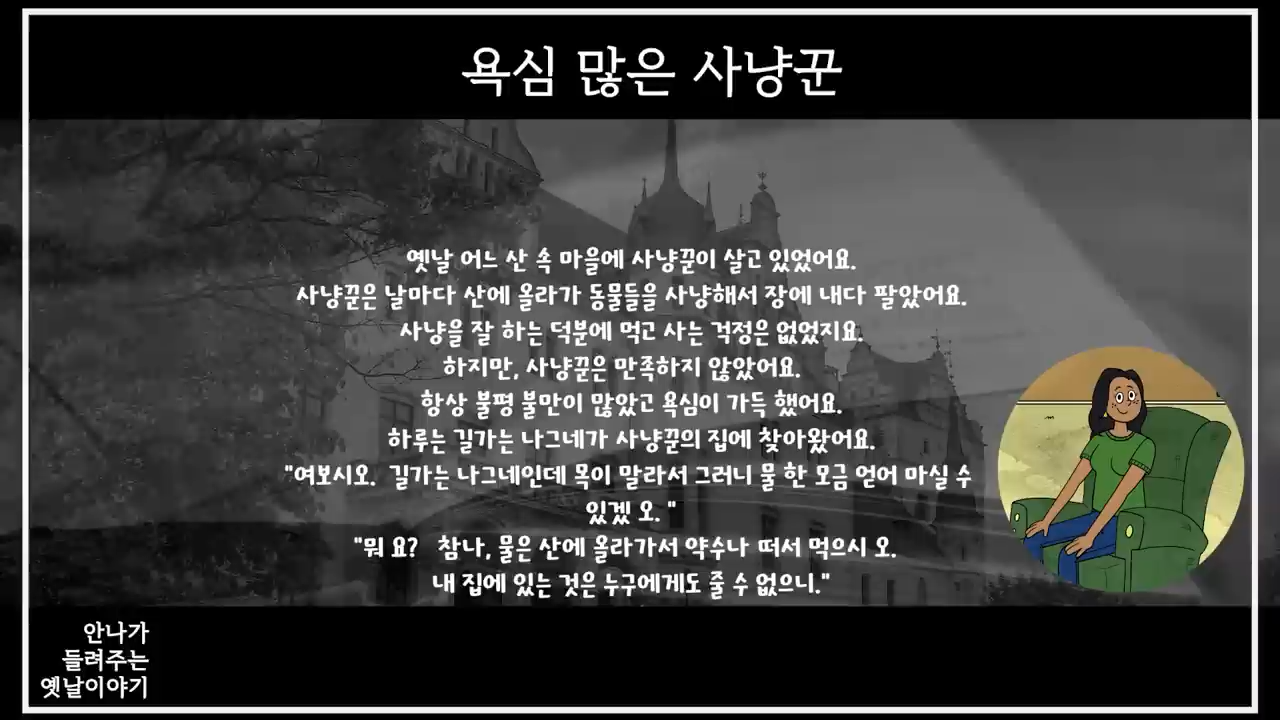 욕심 많은 사냥꾼
옛날 어느 산 속 마을에 사냥꾼이 살고 있었어요.
사냥꾼은 날마다 산에 올라가 동물들을 사냥해서 장에 내다 팔았어요.
사냥을 잘 하는 덕분에 먹고 사는 걱정은 없었지요.
하지만, 사냥꾼은 만족하지 않았어요.
항상 불평 불만이 많았고 욕심이 가득 했어요.
하루는 길가는 나그네가 사냥꾼의 집에 찾아왔어요.
"여보시오. 길가는 나그네인데 목이 말라서 그러니 물 한 모금 얻어 마실 수
있겠 오. "
"뭐 요? 참나, 물은 산에 올라가서 약수나 떠서 먹으시 오.
내 집에 있는 것은 누구에게도 줄 수 없으니."
안나가
들려주는
옛날이야기